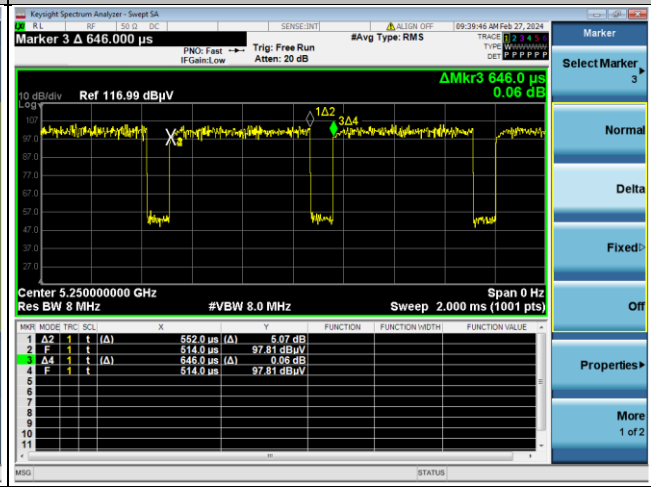 Keysight Spectrum Analyzer - Swept SA
RL RF 50 Ω DC SENSE:INT ALIGN OFF 09:39:46 AM Feb 27, 2024
Marker 3 Δ 646.000 µs
PNO: Fast
IFGain:Low
Trig: Free Run
Atten: 20 dB
#Avg Type: RMS
TRACE 1 2 3 4 5 6
TYPE WWWWWW
DET P P P P P P
ΔMkr3 646.0 µs
0.06 dB
10 dB/div Ref 116.99 dBµV
Log
107
97.0
87.0
77.0
67.0
57.0
47.0
37.0
27.0
1Δ2
3Δ4
Center 5.250000000 GHz Span 0 Hz
Res BW 8 MHz #VBW 8.0 MHz Sweep 2.000 ms (1001 pts)
MKR MODE TRC SCL X Y FUNCTION FUNCTION WIDTH FUNCTION VALUE
1 Δ2 1 t (Δ) 552.0 µs (Δ) 5.07 dB
2 F 1 t 514.0 µs 97.81 dBµV
3 Δ4 1 t (Δ) 646.0 µs (Δ) 0.06 dB
4 F 1 t 514.0 µs 97.81 dBµV
5
6
7
8
9
10
11
MSG STATUS
Marker
Select Marker
3
Normal
Delta
Fixed
Off
Properties
More
1 of 2